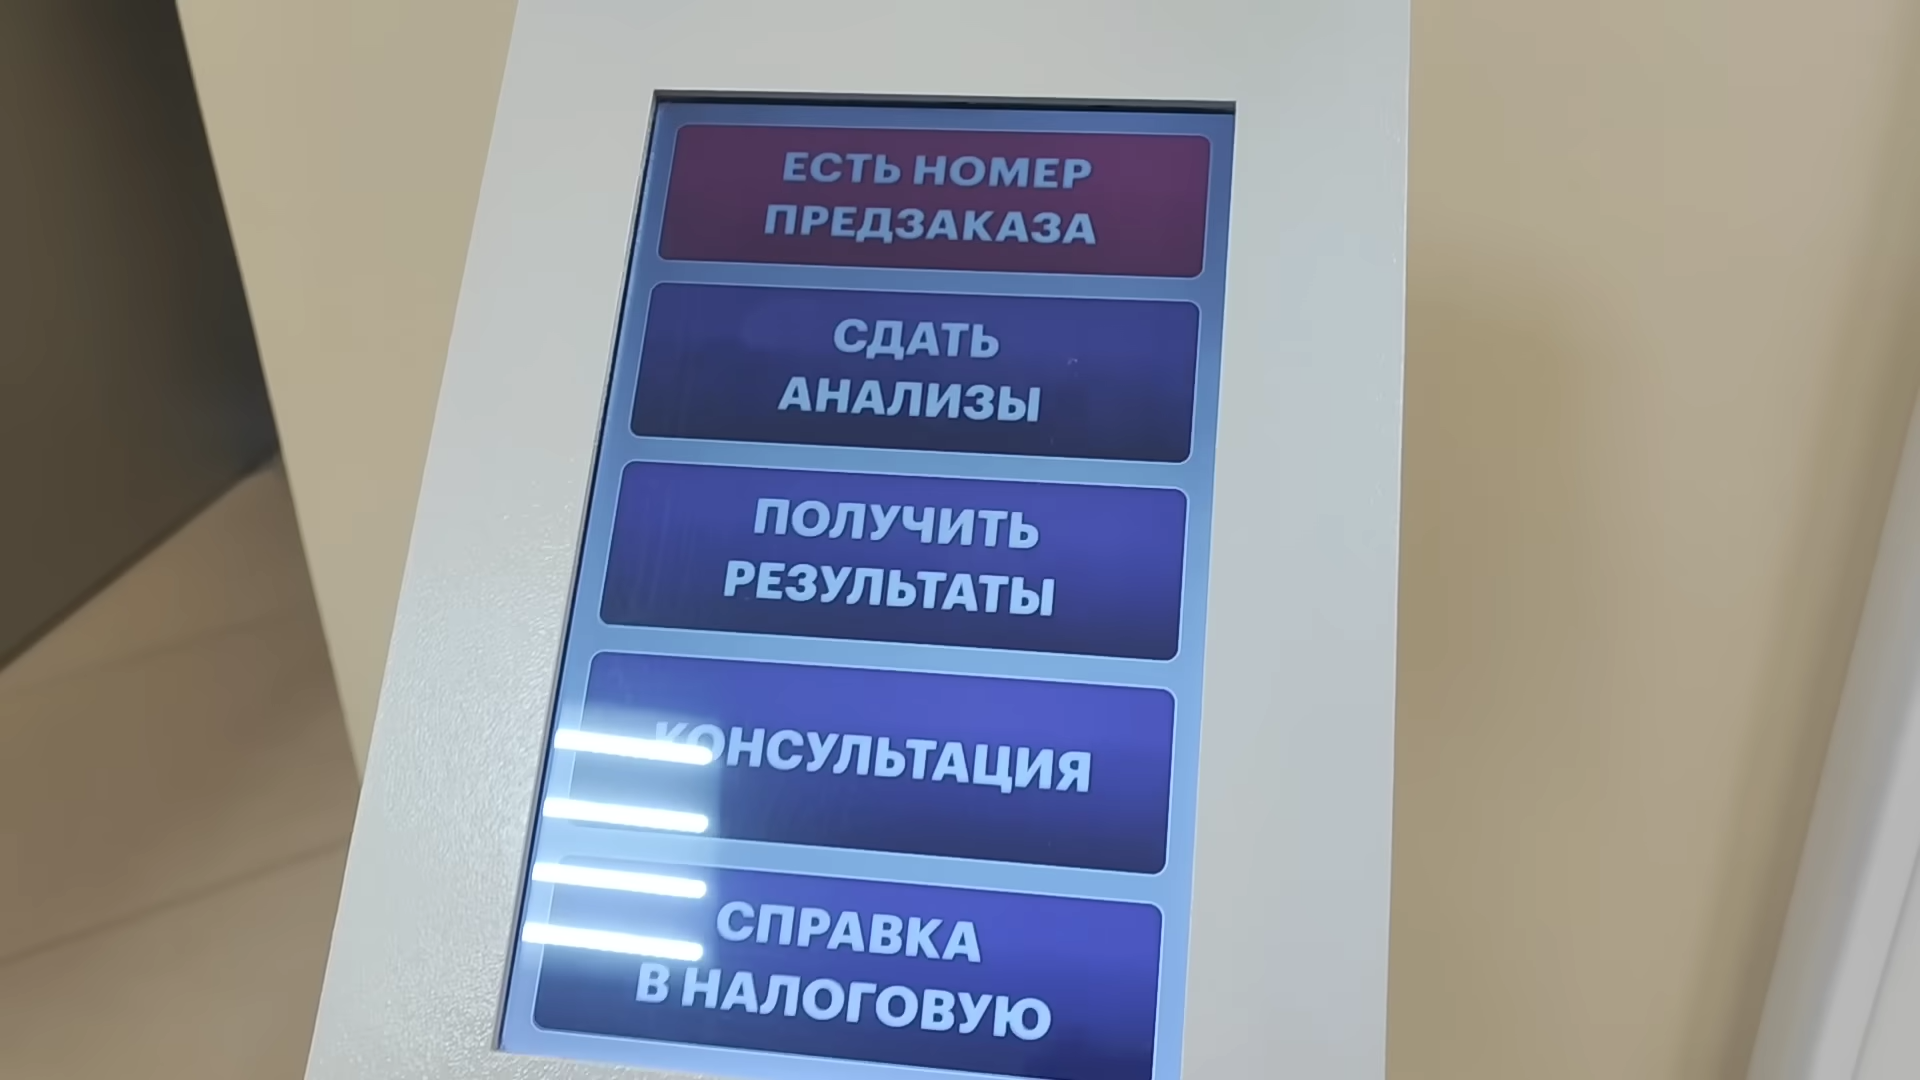 ЕСТЬ НОМЕР
ПРЕДЗАКАЗА
СДАТЬ
АНАЛИЗЫ
ПОЛУЧИТЬ
РЕЗУЛЬТАТЫ
КОНСУЛЬТАЦИЯ
СПРАВКА
В НАЛОГОВУЮ